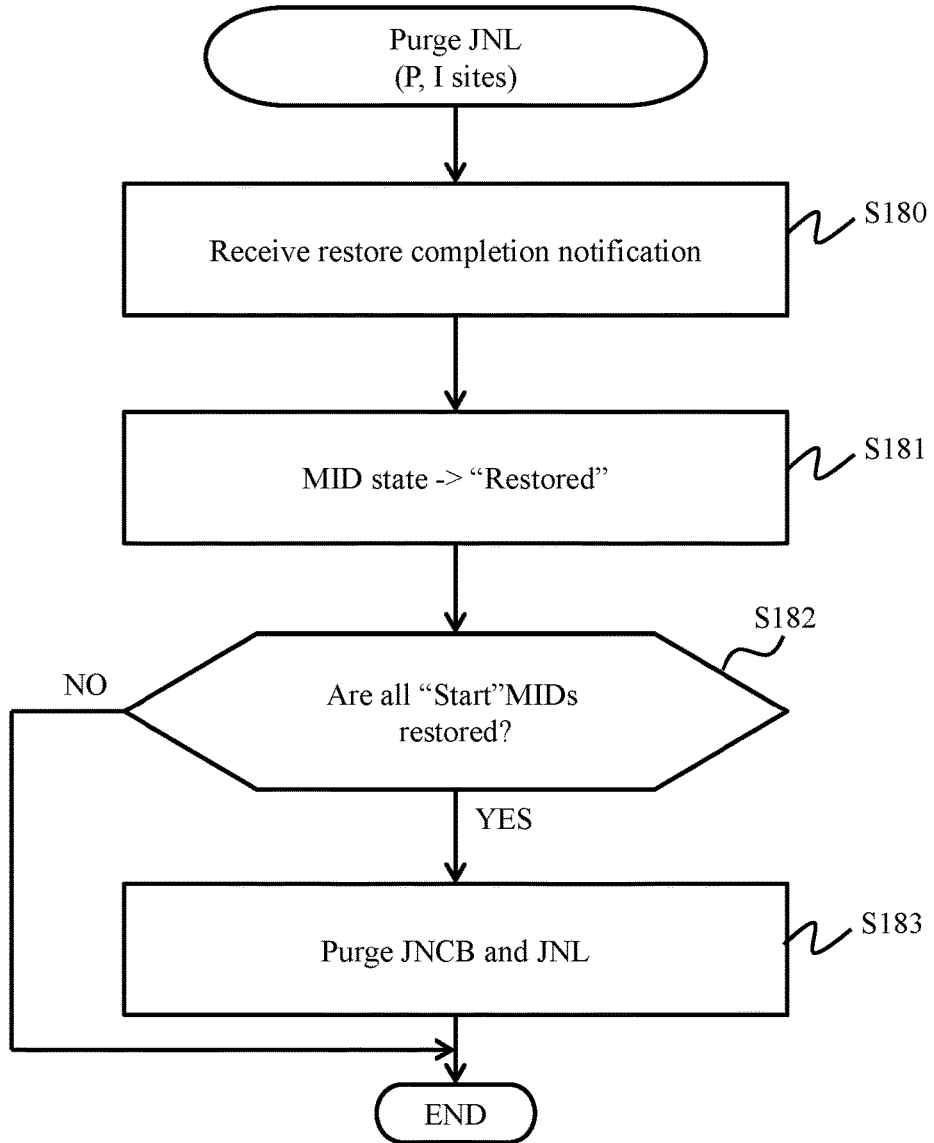 Purge JNL
(P, I sites)
S180
Receive restore completion notification
S181
MID state -> “Restored”
S182
NO
Are all “Start”MIDs
restored?
YES
S183
Purge JNCB and JNL
END